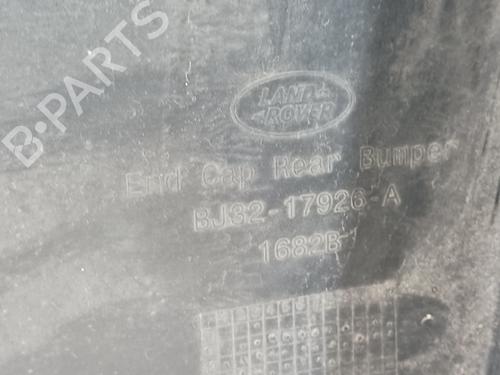 B-PARTS
LAND
ROVER
End Cap Rear Bumper
BJ32-17926-A
1682B